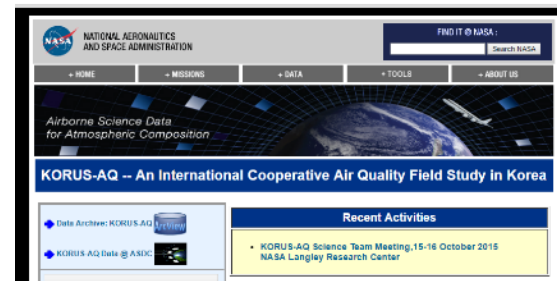 NASA
NATIONAL AERONAUTICS
AND SPACE ADMINISTRATION
FIND IT @ NASA :
Search NASA
+ HOME
+ MISSIONS
+ DATA
+ TOOLS
+ ABOUT US
Airborne Science Data
for Atmospheric Composition
KORUS-AQ -- An International Cooperative Air Quality Field Study in Korea
Data Archive: KORUS-AQ
ArcView
KORUS-AQ Data @ ASDC
Recent Activities
• KORUS-AQ Science Team Meeting,15-16 October 2015
NASA Langley Research Center